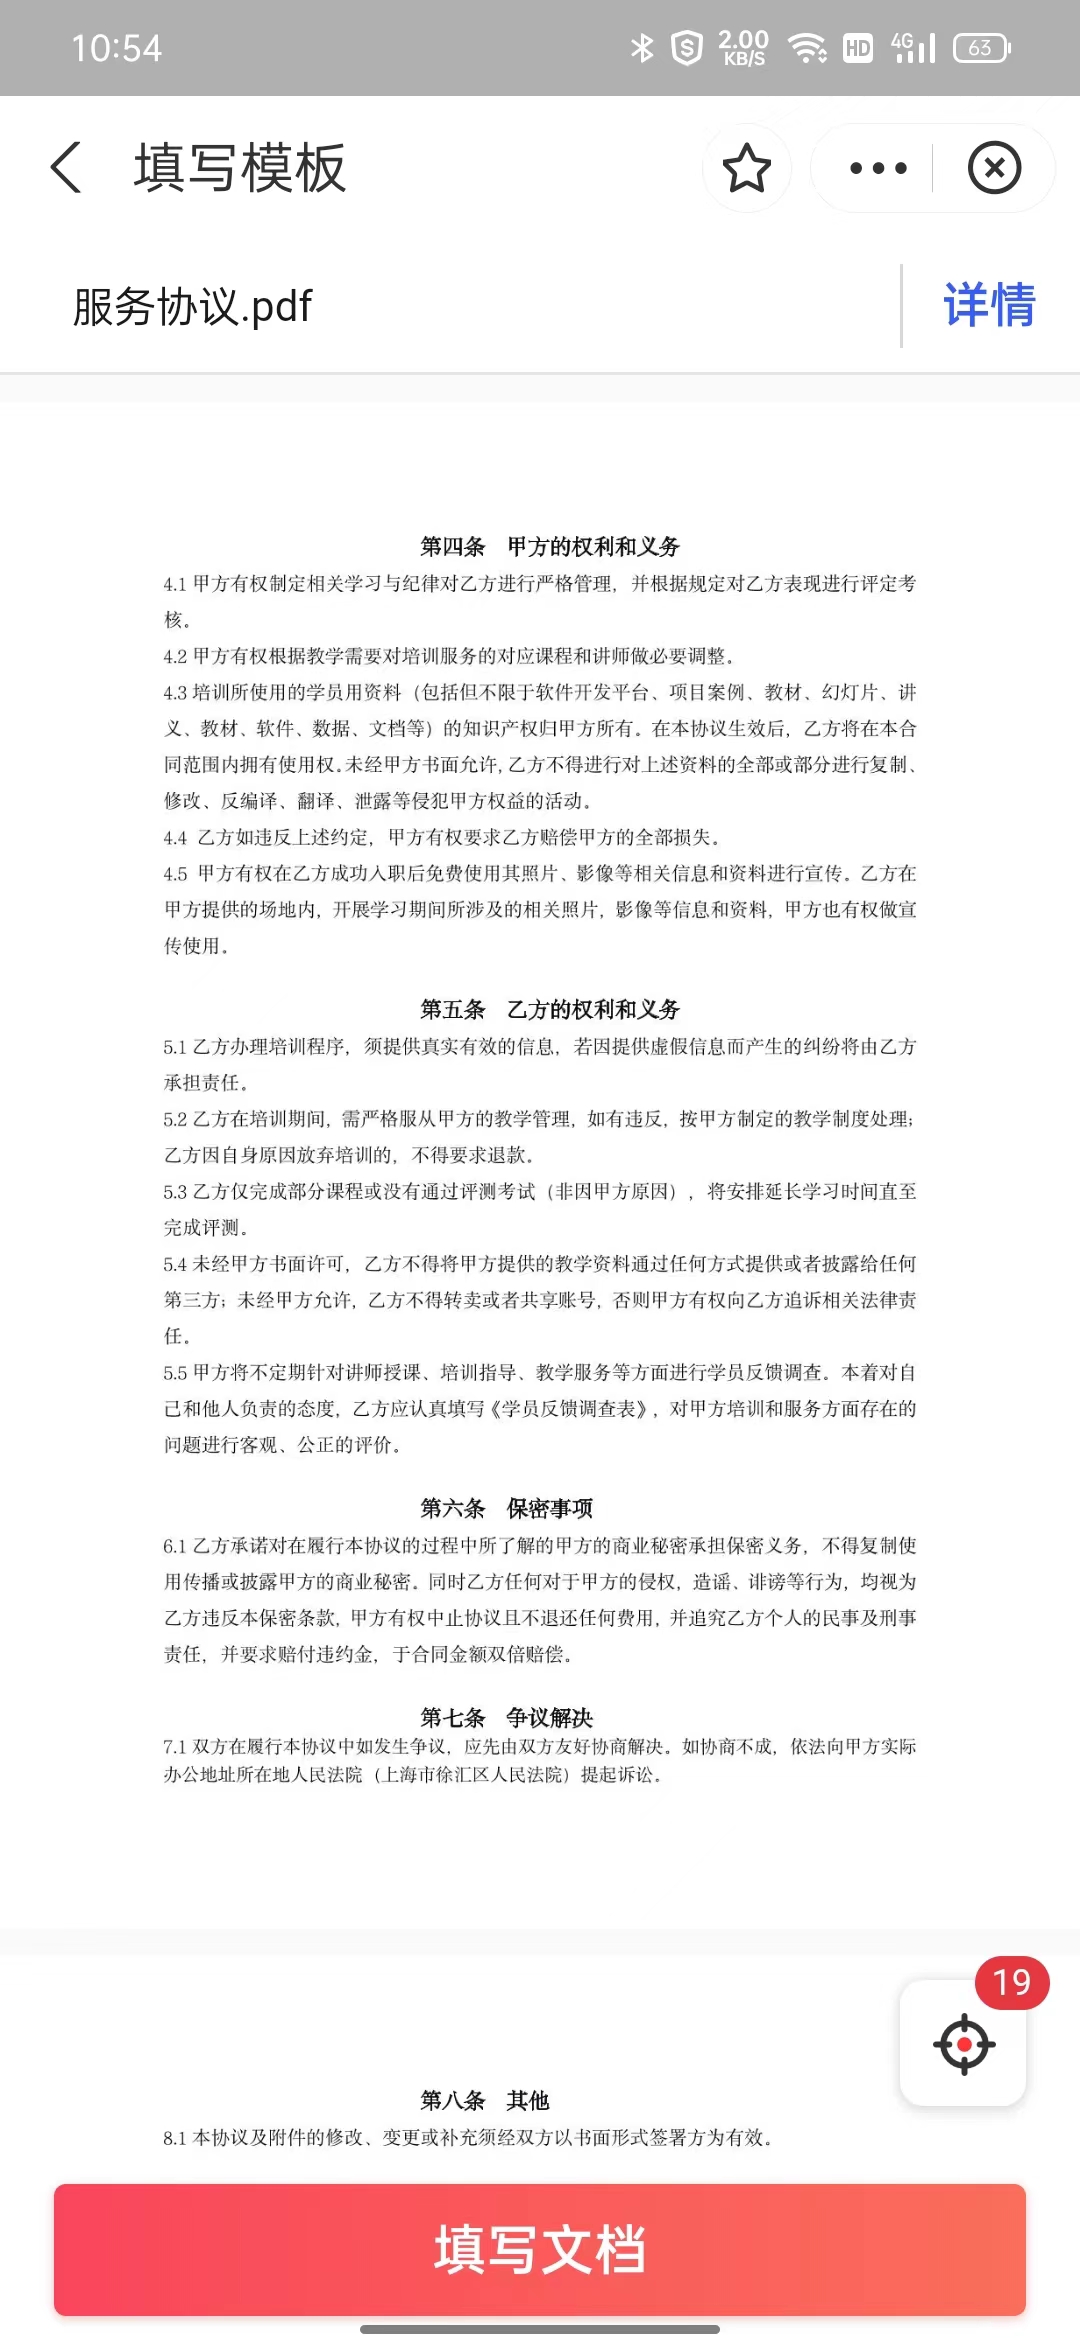 10:54
2.00
KB/S
HD
4G
63
填写模板
服务协议.pdf
详情
第四条 甲方的权利和义务
4.1 甲方有权制定相关学习与纪律对乙方进行严格管理，并根据规定对乙方表现进行评定考
核。
4.2 甲方有权根据教学需要对培训服务的对应课程和讲师做必要调整。
4.3 培训所使用的学员用资料（包括但不限于软件开发平台、项目案例、教材、幻灯片、讲
义、教材、软件、数据、文档等）的知识产权归甲方所有。在本协议生效后，乙方将在本合
同范围内拥有使用权。未经甲方书面允许，乙方不得进行对上述资料的全部或部分进行复制、
修改、反编译、翻译、泄露等侵犯甲方权益的活动。
4.4 乙方如违反上述约定，甲方有权要求乙方赔偿甲方的全部损失。
4.5 甲方有权在乙方成功入职后免费使用其照片、影像等相关信息和资料进行宣传。乙方在
甲方提供的场地内，开展学习期间所涉及的相关照片，影像等信息和资料，甲方也有权做宣
传使用。
第五条 乙方的权利和义务
5.1 乙方办理培训程序，须提供真实有效的信息，若因提供虚假信息而产生的纠纷将由乙方
承担责任。
5.2 乙方在培训期间，需严格服从甲方的教学管理，如有违反，按甲方制定的教学制度处理；
乙方因自身原因放弃培训的，不得要求退款。
5.3 乙方仅完成部分课程或没有通过评测考试（非因甲方原因），将安排延长学习时间直至
完成评测。
5.4 未经甲方书面许可，乙方不得将甲方提供的教学资料通过任何方式提供或者披露给任何
第三方；未经甲方允许，乙方不得转卖或者共享账号，否则甲方有权向乙方追诉相关法律责
任。
5.5 甲方将不定期针对讲师授课、培训指导、教学服务等方面进行学员反馈调查。本着对自
己和他人负责的态度，乙方应认真填写《学员反馈调查表》，对甲方培训和服务方面存在的
问题进行客观、公正的评价。
第六条 保密事项
6.1 乙方承诺对在履行本协议的过程中所了解的甲方的商业秘密承担保密义务，不得复制使
用传播或披露甲方的商业秘密。同时乙方任何对于甲方的侵权，造谣、诽谤等行为，均视为
乙方违反本保密条款，甲方有权中止协议且不退还任何费用，并追究乙方个人的民事及刑事
责任，并要求赔付违约金，于合同金额双倍赔偿。
第七条 争议解决
7.1 双方在履行本协议中如发生争议，应先由双方友好协商解决。如协商不成，依法向甲方实际
办公地址所在地人民法院（上海市徐汇区人民法院）提起诉讼。
19
第八条 其他
8.1 本协议及附件的修改、变更或补充须经双方以书面形式签署方为有效。
填写文档